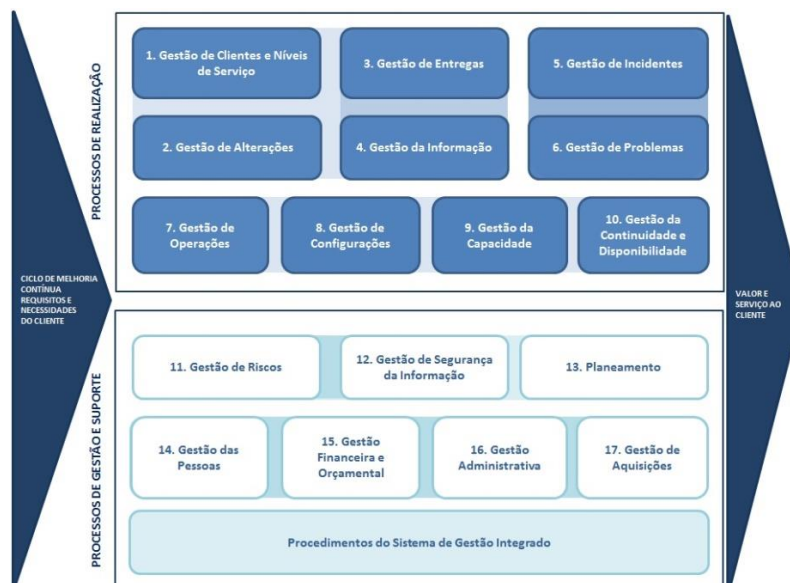 PROCESSOS DE REALIZAÇÃO
1. Gestão de Clientes e Níveis
de Serviço
3. Gestão de Entregas
5. Gestão de Incidentes
2. Gestão de Alterações
4. Gestão da Informação
6. Gestão de Problemas
7. Gestão de
Operações
8. Gestão de
Configurações
9. Gestão da
Capacidade
10. Gestão da
Continuidade e
Disponibilidade
CICLO DE MELHORIA
CONTÍNUA
REQUISITOS E
NECESSIDADES
DO CLIENTE
VALOR E
SERVIÇO AO
CLIENTE
PROCESSOS DE GESTÃO E SUPORTE
11. Gestão de Riscos
12. Gestão de Segurança
da Informação
13. Planeamento
14. Gestão das
Pessoas
15. Gestão
Financeira e
Orçamental
16. Gestão
Administrativa
17. Gestão de
Aquisições
Procedimentos do Sistema de Gestão Integrado